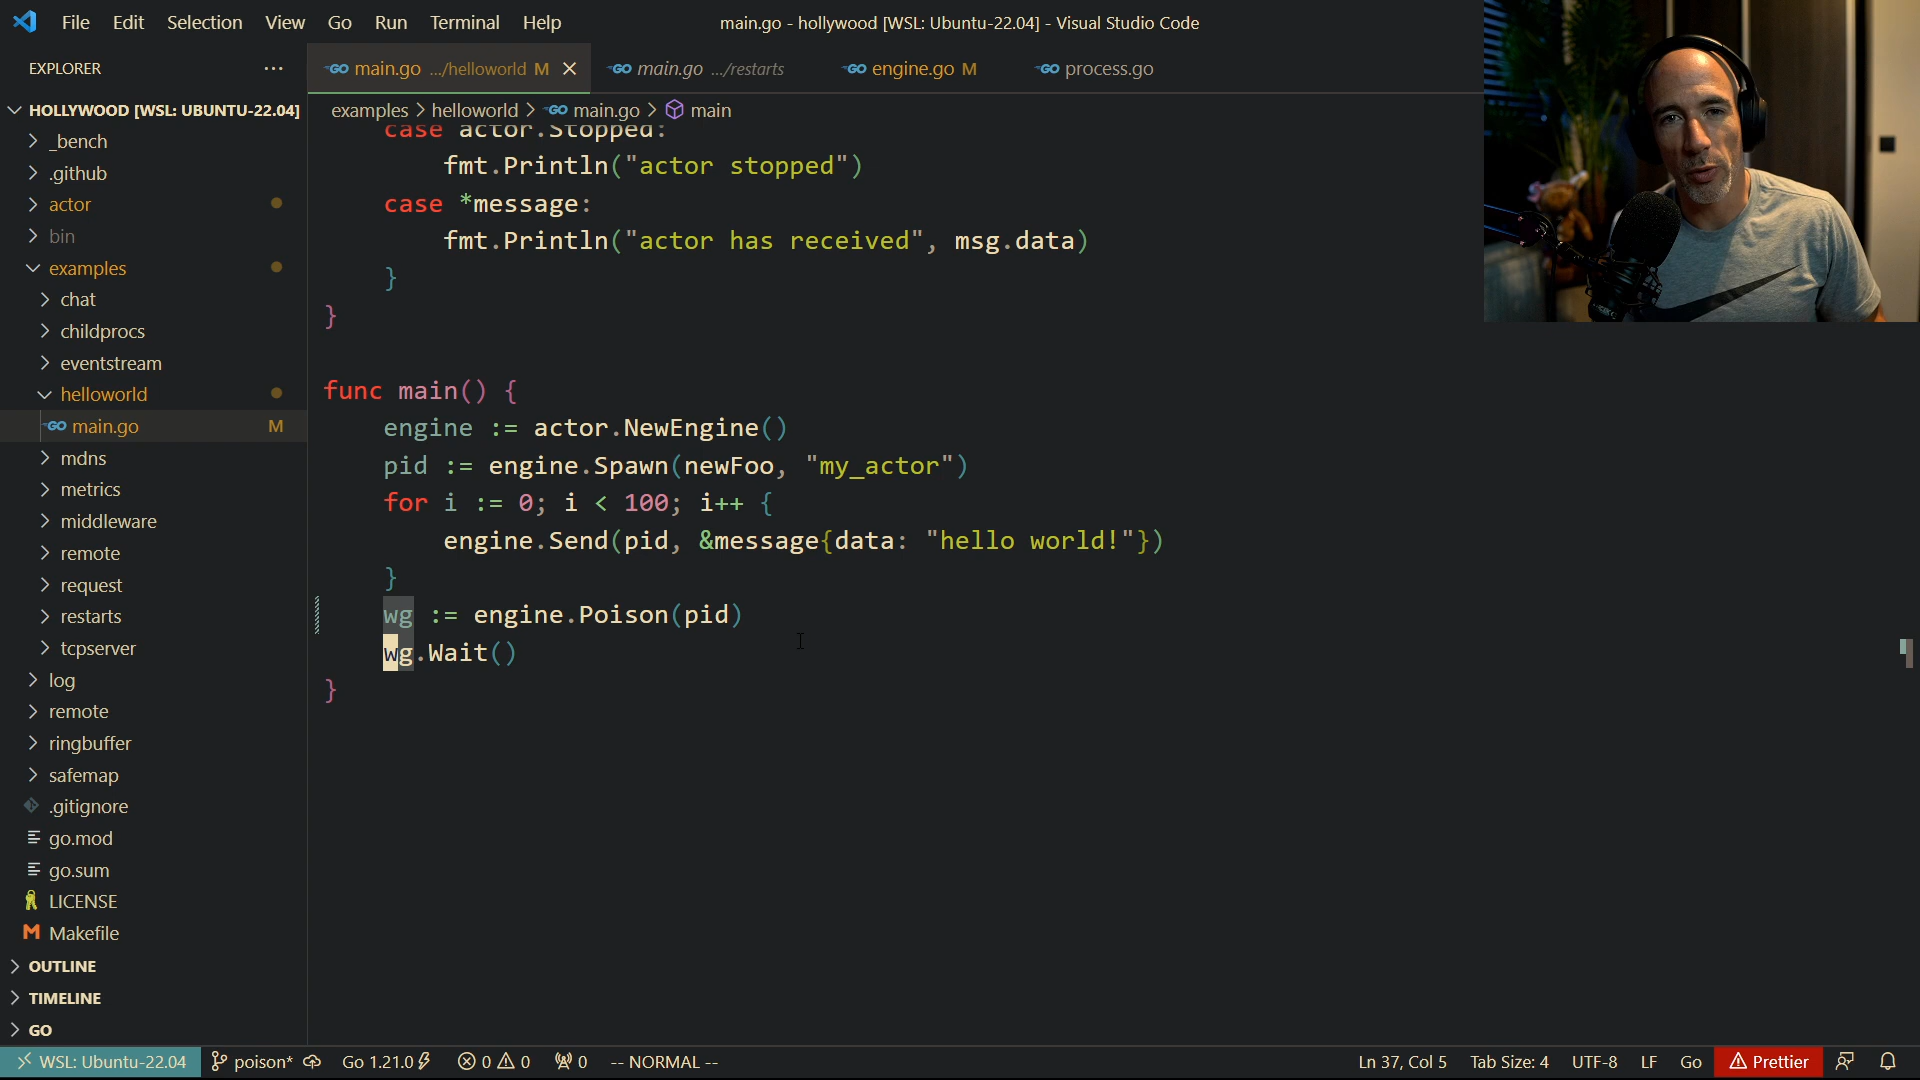 File Edit Selection View Go Run Terminal Help
main.go - hollywood [WSL: Ubuntu-22.04] - Visual Studio Code
EXPLORER
main.go .../helloworld M
main.go .../restarts
engine.go M
process.go
HOLLYWOOD [WSL: UBUNTU-22.04]
_bench
.github
actor
bin
examples
chat
childprocs
eventstream
helloworld
main.go M
mdns
metrics
middleware
remote
request
restarts
tcpserver
log
remote
ringbuffer
safemap
.gitignore
go.mod
go.sum
LICENSE
Makefile
OUTLINE
TIMELINE
GO
examples > helloworld > main.go > main
case actor.Stopped:
fmt.Println("actor stopped")
case *message:
fmt.Println("actor has received", msg.data)
}
}
func main() {
engine := actor.NewEngine()
pid := engine.Spawn(newFoo, "my_actor")
for i := 0; i < 100; i++ {
engine.Send(pid, &message{data: "hello world!"})
}
wg := engine.Poison(pid)
wg.Wait()
}
WSL: Ubuntu-22.04 poison* Go 1.21.0 0 0 0 -- NORMAL -- Ln 37, Col 5 Tab Size: 4 UTF-8 LF Go Prettier